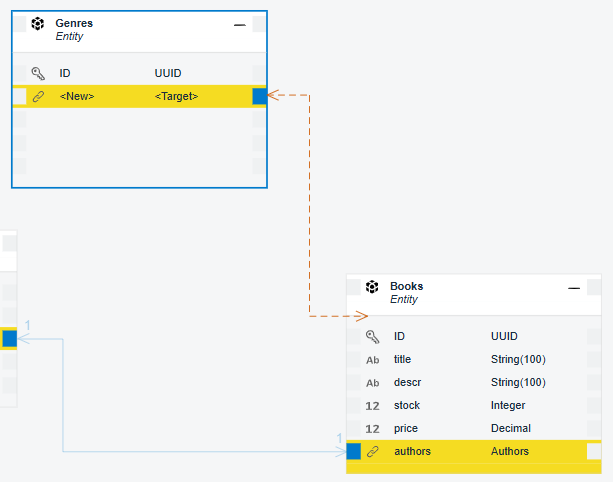 Genres
Entity
ID UUID
<New> <Target>
1
Books
Entity
ID UUID
Ab title String(100)
Ab descr String(100)
12 stock Integer
12 price Decimal
1
authors Authors